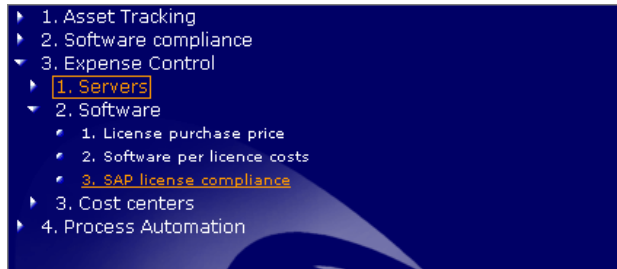 1. Asset Tracking
2. Software compliance
3. Expense Control
1. Servers
2. Software
1. License purchase price
2. Software per licence costs
3. SAP license compliance
3. Cost centers
4. Process Automation